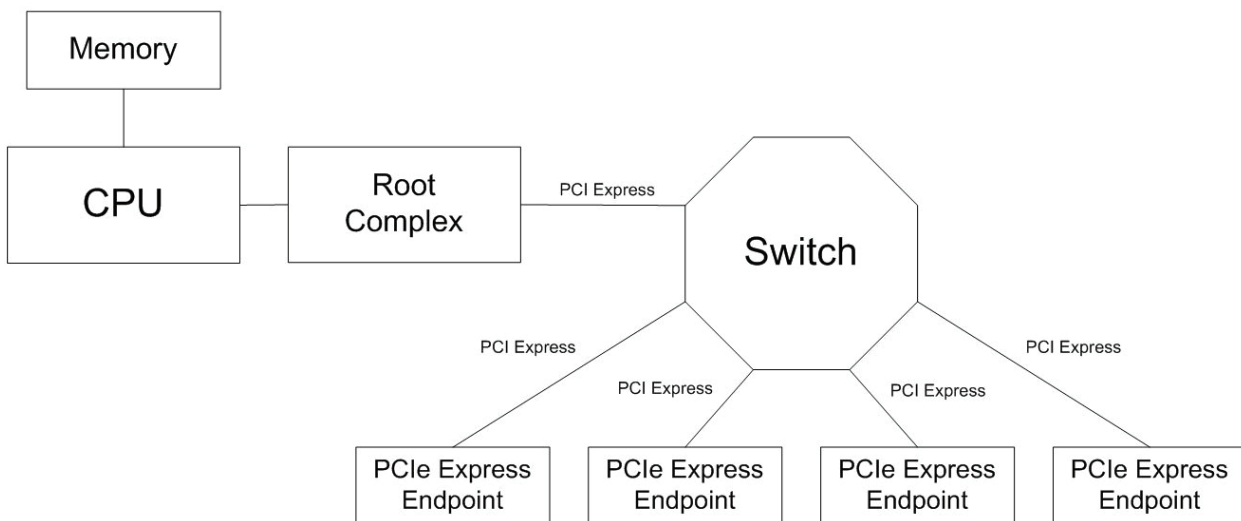 Memory
CPU
Root
Complex
PCI Express
Switch
PCI Express
PCI Express
PCI Express
PCI Express
PCIe Express
Endpoint
PCIe Express
Endpoint
PCIe Express
Endpoint
PCIe Express
Endpoint